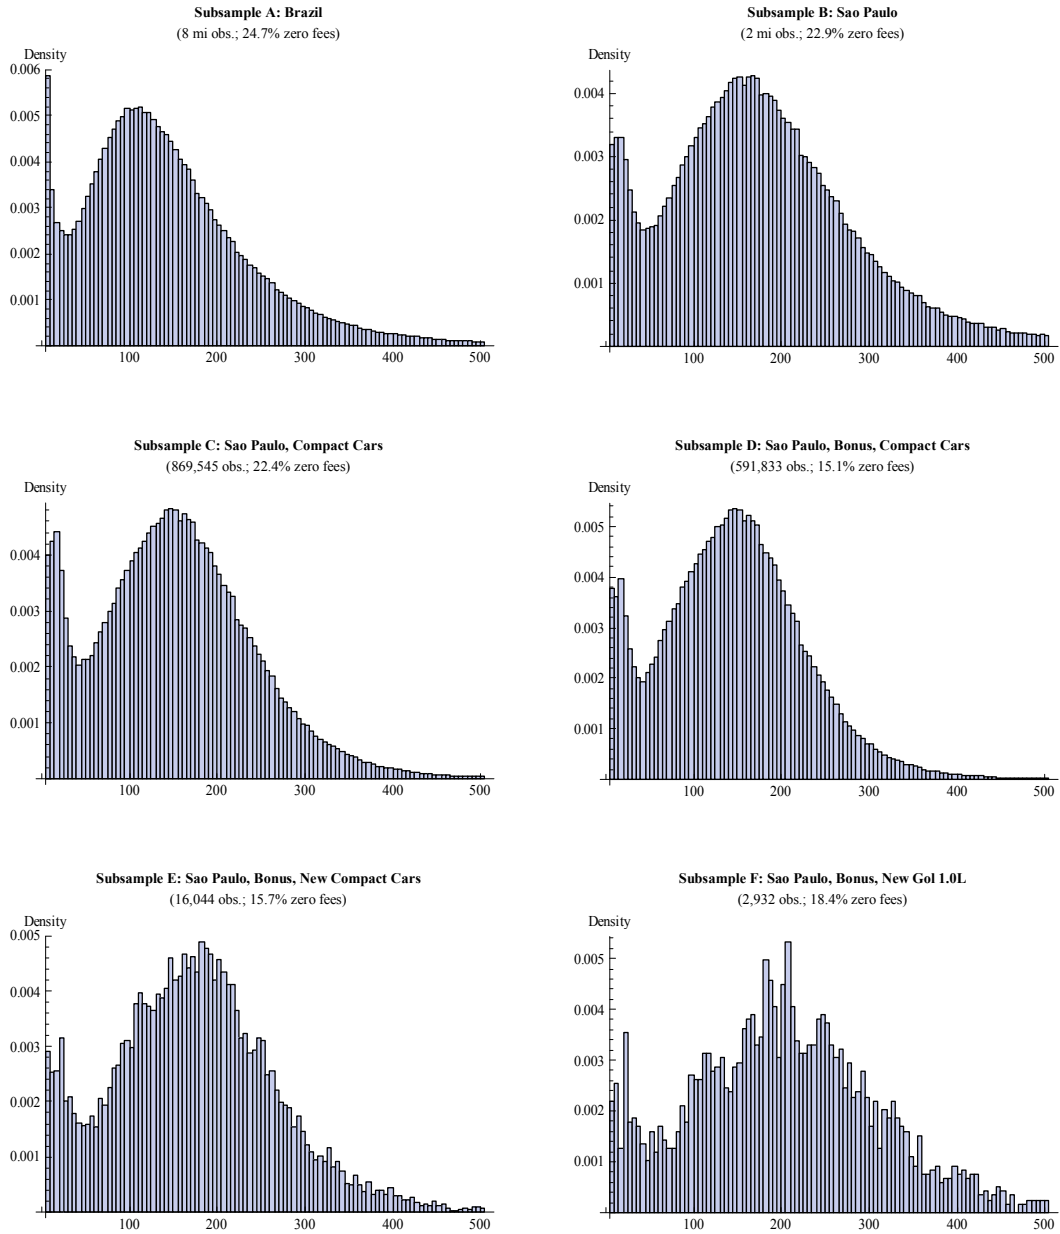 Subsample A: Brazil
(8 mi obs.; 24.7% zero fees)
Density
0.006
0.005
0.004
0.003
0.002
0.001
100 200 300 400 500
Subsample B: Sao Paulo
(2 mi obs.; 22.9% zero fees)
Density
0.004
0.003
0.002
0.001
100 200 300 400 500
Subsample C: Sao Paulo, Compact Cars
(869,545 obs.; 22.4% zero fees)
Density
0.004
0.003
0.002
0.001
100 200 300 400 500
Subsample D: Sao Paulo, Bonus, Compact Cars
(591,833 obs.; 15.1% zero fees)
Density
0.005
0.004
0.003
0.002
0.001
100 200 300 400 500
Subsample E: Sao Paulo, Bonus, New Compact Cars
(16,044 obs.; 15.7% zero fees)
Density
0.005
0.004
0.003
0.002
0.001
100 200 300 400 500
Subsample F: Sao Paulo, Bonus, New Gol 1.0L
(2,932 obs.; 18.4% zero fees)
Density
0.005
0.004
0.003
0.002
0.001
100 200 300 400 500